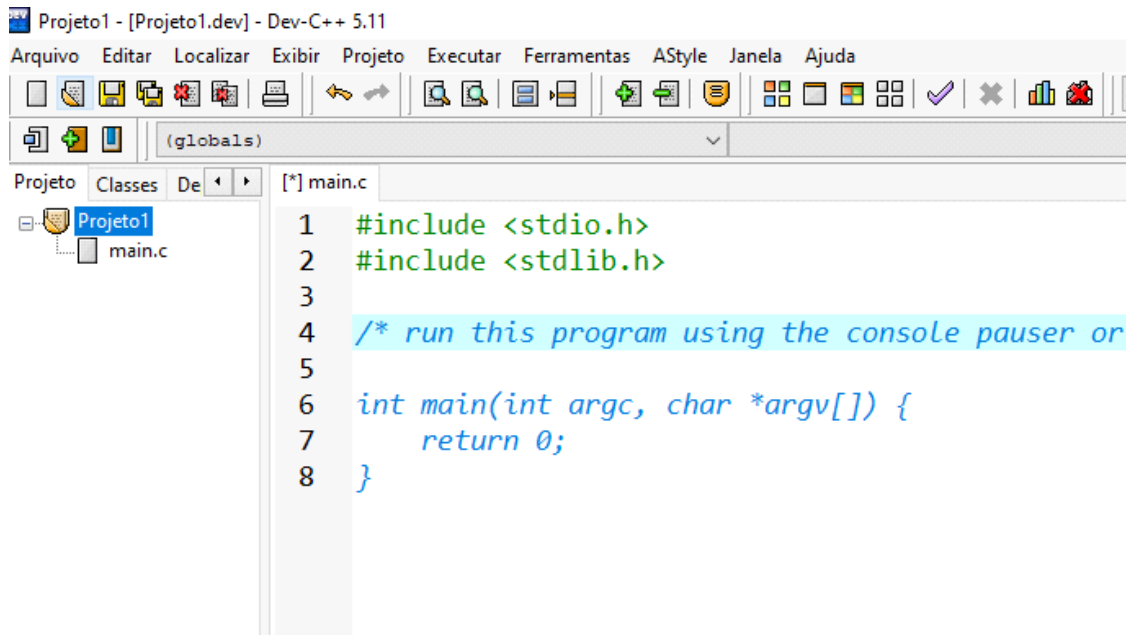 Projeto1 - [Projeto1.dev] - Dev-C++ 5.11
Arquivo Editar Localizar Exibir Projeto Executar Ferramentas AStyle Janela Ajuda
(globals)
Projeto Classes De [*] main.c
Projeto1
main.c
1 #include <stdio.h>
2 #include <stdlib.h>
3
4 /* run this program using the console pauser or
5
6 int main(int argc, char *argv[]) {
7 return 0;
8 }